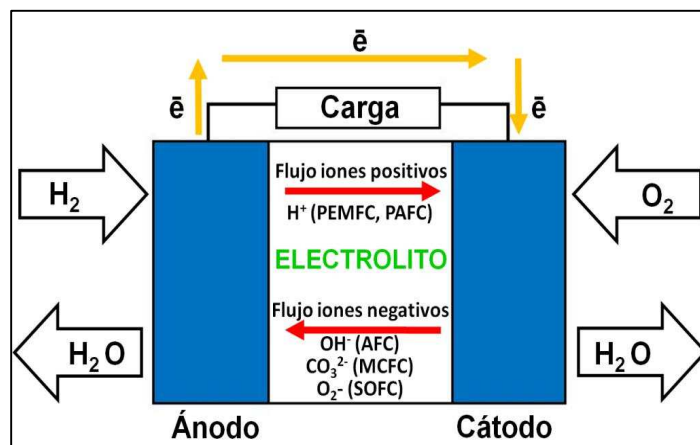 ē
ē
Carga
ē
H₂
Flujo iones positivos
H⁺ (PEMFC, PAFC)
O₂
ELECTROLITO
Flujo iones negativos
OH⁻ (AFC)
CO₃²⁻ (MCFC)
O₂- (SOFC)
H₂O
H₂O
Ánodo
Cátodo